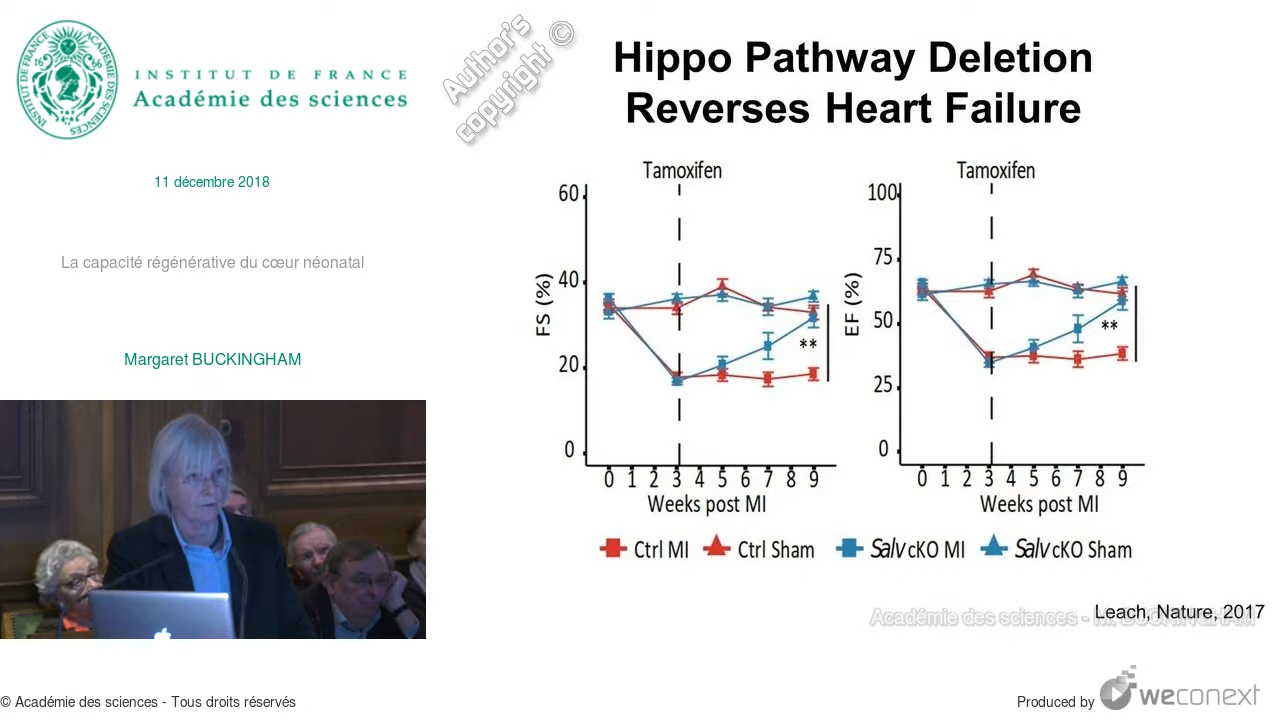 INSTITUT DE FRANCE
Académie des sciences
11 décembre 2018
La capacité régénérative du cœur néonatal
Margaret BUCKINGHAM
Author's
copyright ©
Hippo Pathway Deletion
Reverses Heart Failure
Tamoxifen
60
40
20
0
FS (%)
**
0 1 2 3 4 5 6 7 8 9
Weeks post MI
Tamoxifen
100
75
50
25
0
EF (%)
**
0 1 2 3 4 5 6 7 8 9
Weeks post MI
Ctrl MI Ctrl Sham Salv cKO MI Salv cKO Sham
Leach, Nature, 2017
Académie des sciences - M. BUCKINGHAM
© Académie des sciences - Tous droits réservés
Produced by weconext